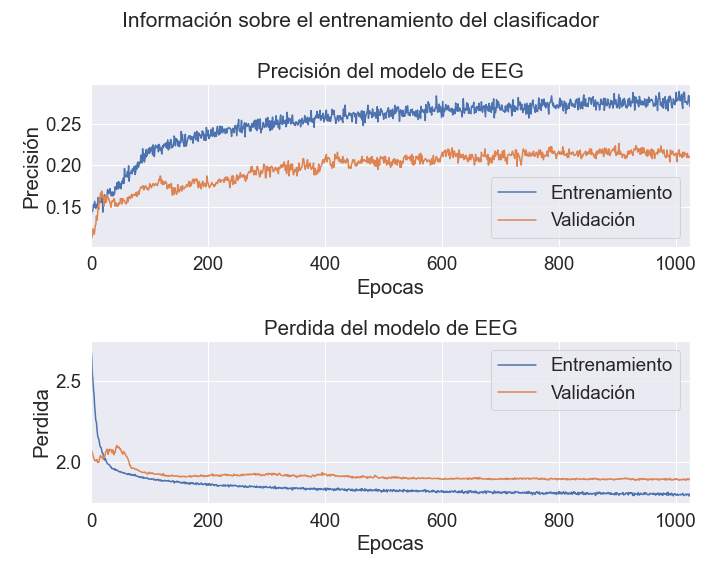 Información sobre el entrenamiento del clasificador
Precisión del modelo de EEG
Precisión
0.25
0.20
0.15
Entrenamiento
Validación
0 200 400 600 800 1000
Epocas
Perdida del modelo de EEG
Perdida
2.5
2.0
Entrenamiento
Validación
0 200 400 600 800 1000
Epocas